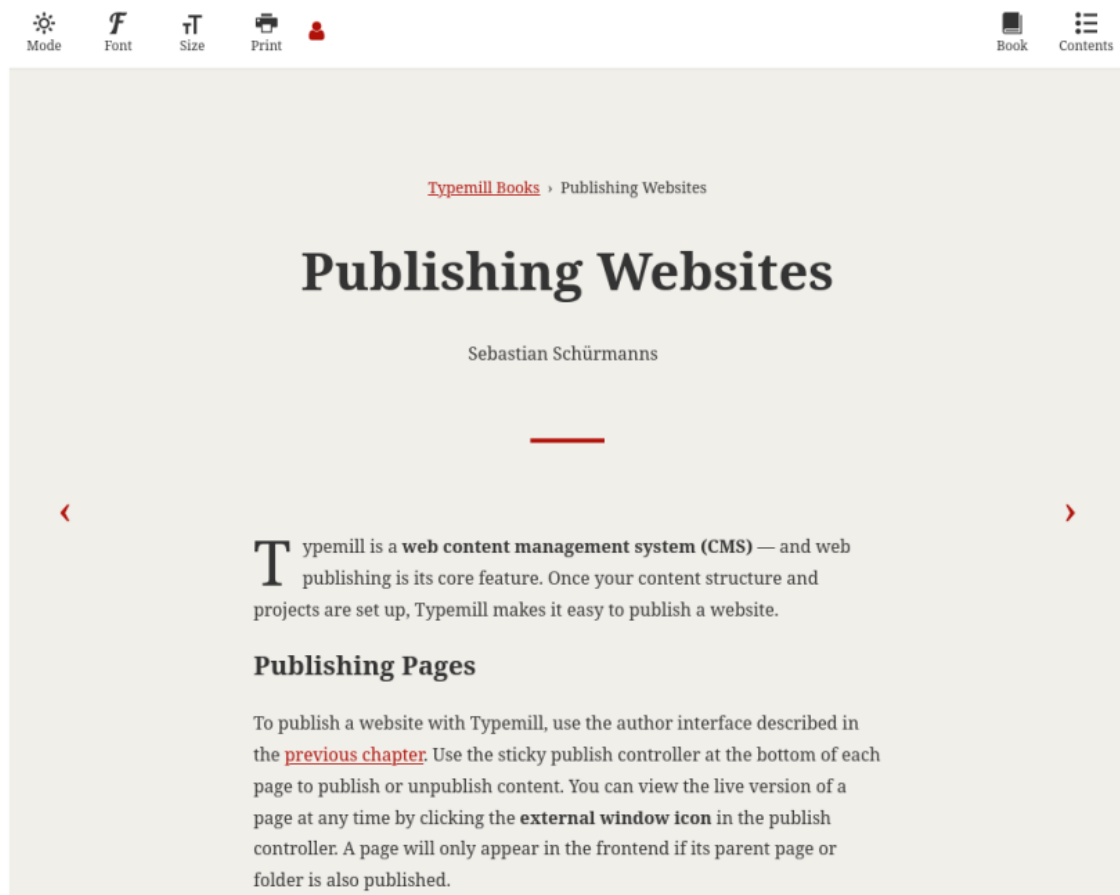 Mode Font Size Print Book Contents
Typemill Books › Publishing Websites
Publishing Websites
Sebastian Schürmanns
Typemill is a web content management system (CMS) — and web
publishing is its core feature. Once your content structure and
projects are set up, Typemill makes it easy to publish a website.
Publishing Pages
To publish a website with Typemill, use the author interface described in
the previous chapter. Use the sticky publish controller at the bottom of each
page to publish or unpublish content. You can view the live version of a
page at any time by clicking the external window icon in the publish
controller. A page will only appear in the frontend if its parent page or
folder is also published.